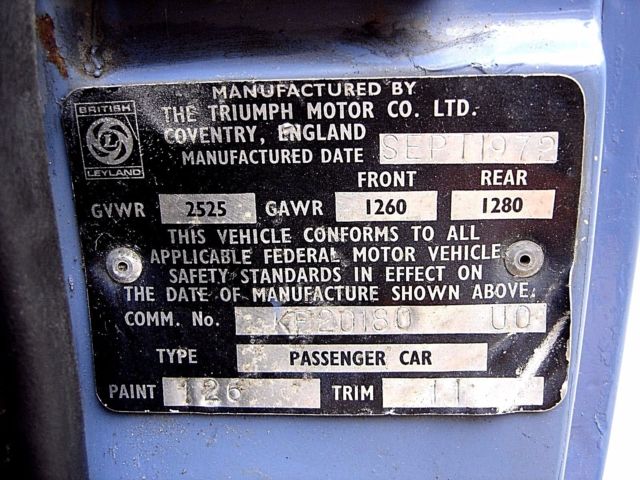 MANUFACTURED BY
BRITISH
L
LEYLAND
THE TRIUMPH MOTOR CO. LTD.
COVENTRY, ENGLAND
MANUFACTURED DATE SEPT 1972
FRONT REAR
GVWR 2525 GAWR 1260 1280
THIS VEHICLE CONFORMS TO ALL
APPLICABLE FEDERAL MOTOR VEHICLE
SAFETY STANDARDS IN EFFECT ON
THE DATE OF MANUFACTURE SHOWN ABOVE.
COMM. No. KF20180 UO
TYPE PASSENGER CAR
PAINT 126 TRIM 11